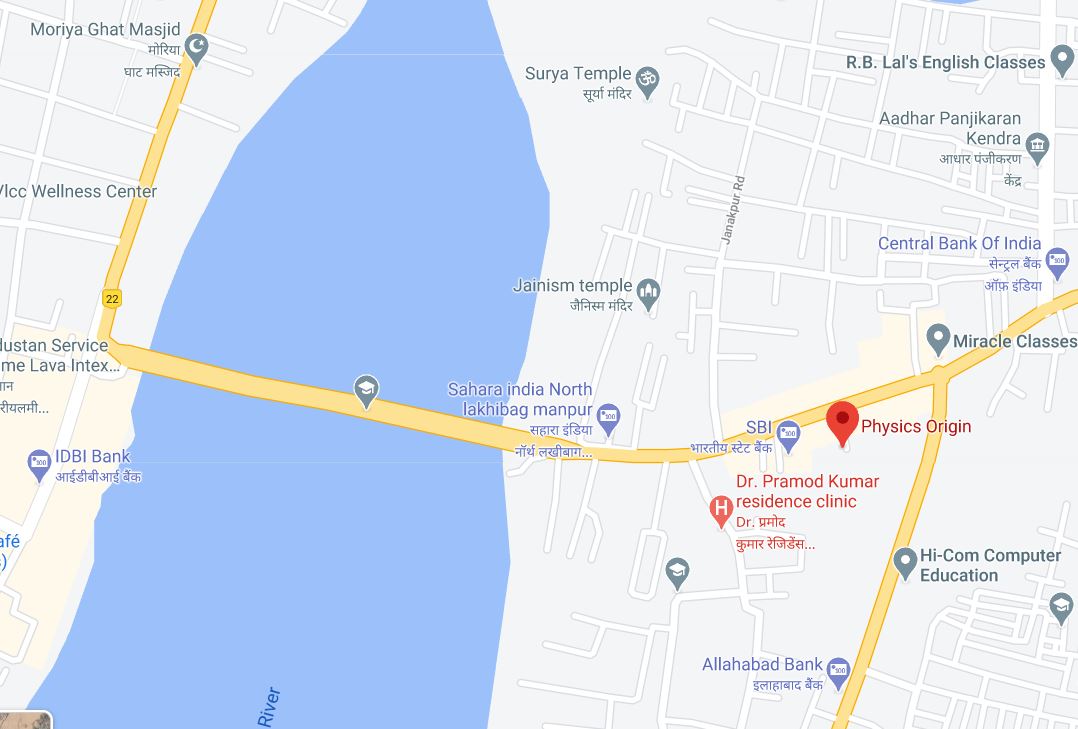 Moriya Ghat Masjid
मोरिया
घाट मस्जिद
Surya Temple
सूर्या मंदिर
R.B. Lal's English Classes
Aadhar Panjikaran
Kendra
आधार पंजीकरण
केंद्र
Vlcc Wellness Center
Janakpur Rd
Central Bank Of India
सेन्ट्रल बैंक
ऑफ़ इंडिया
22
Jainism temple
जैनिस्म मंदिर
dustan Service
me Lava Intex...
ान
रीयलमी...
Miracle Classes
Sahara india North
lakhibag manpur
सहारा इंडिया
नॉर्थ लखीबाग...
SBI
भारतीय स्टेट बैंक
Physics Origin
IDBI Bank
आईडीबीआई बैंक
Dr. Pramod Kumar
residence clinic
Dr. प्रमोद
कुमार रेजिडेंस...
H
afé
)
Hi-Com Computer
Education
Allahabad Bank
इलाहाबाद बैंक
River